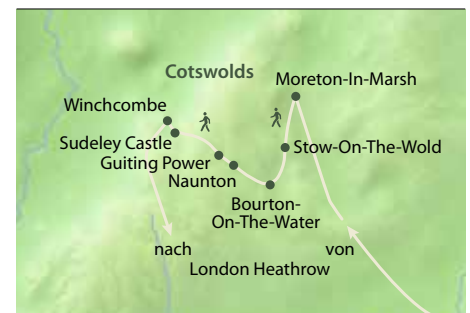 Cotswolds
Moreton-In-Marsh
Winchcombe
Sudeley Castle
Stow-On-The-Wold
Guiting Power
Naunton
Bourton-
On-The-Water
nach
von
London Heathrow